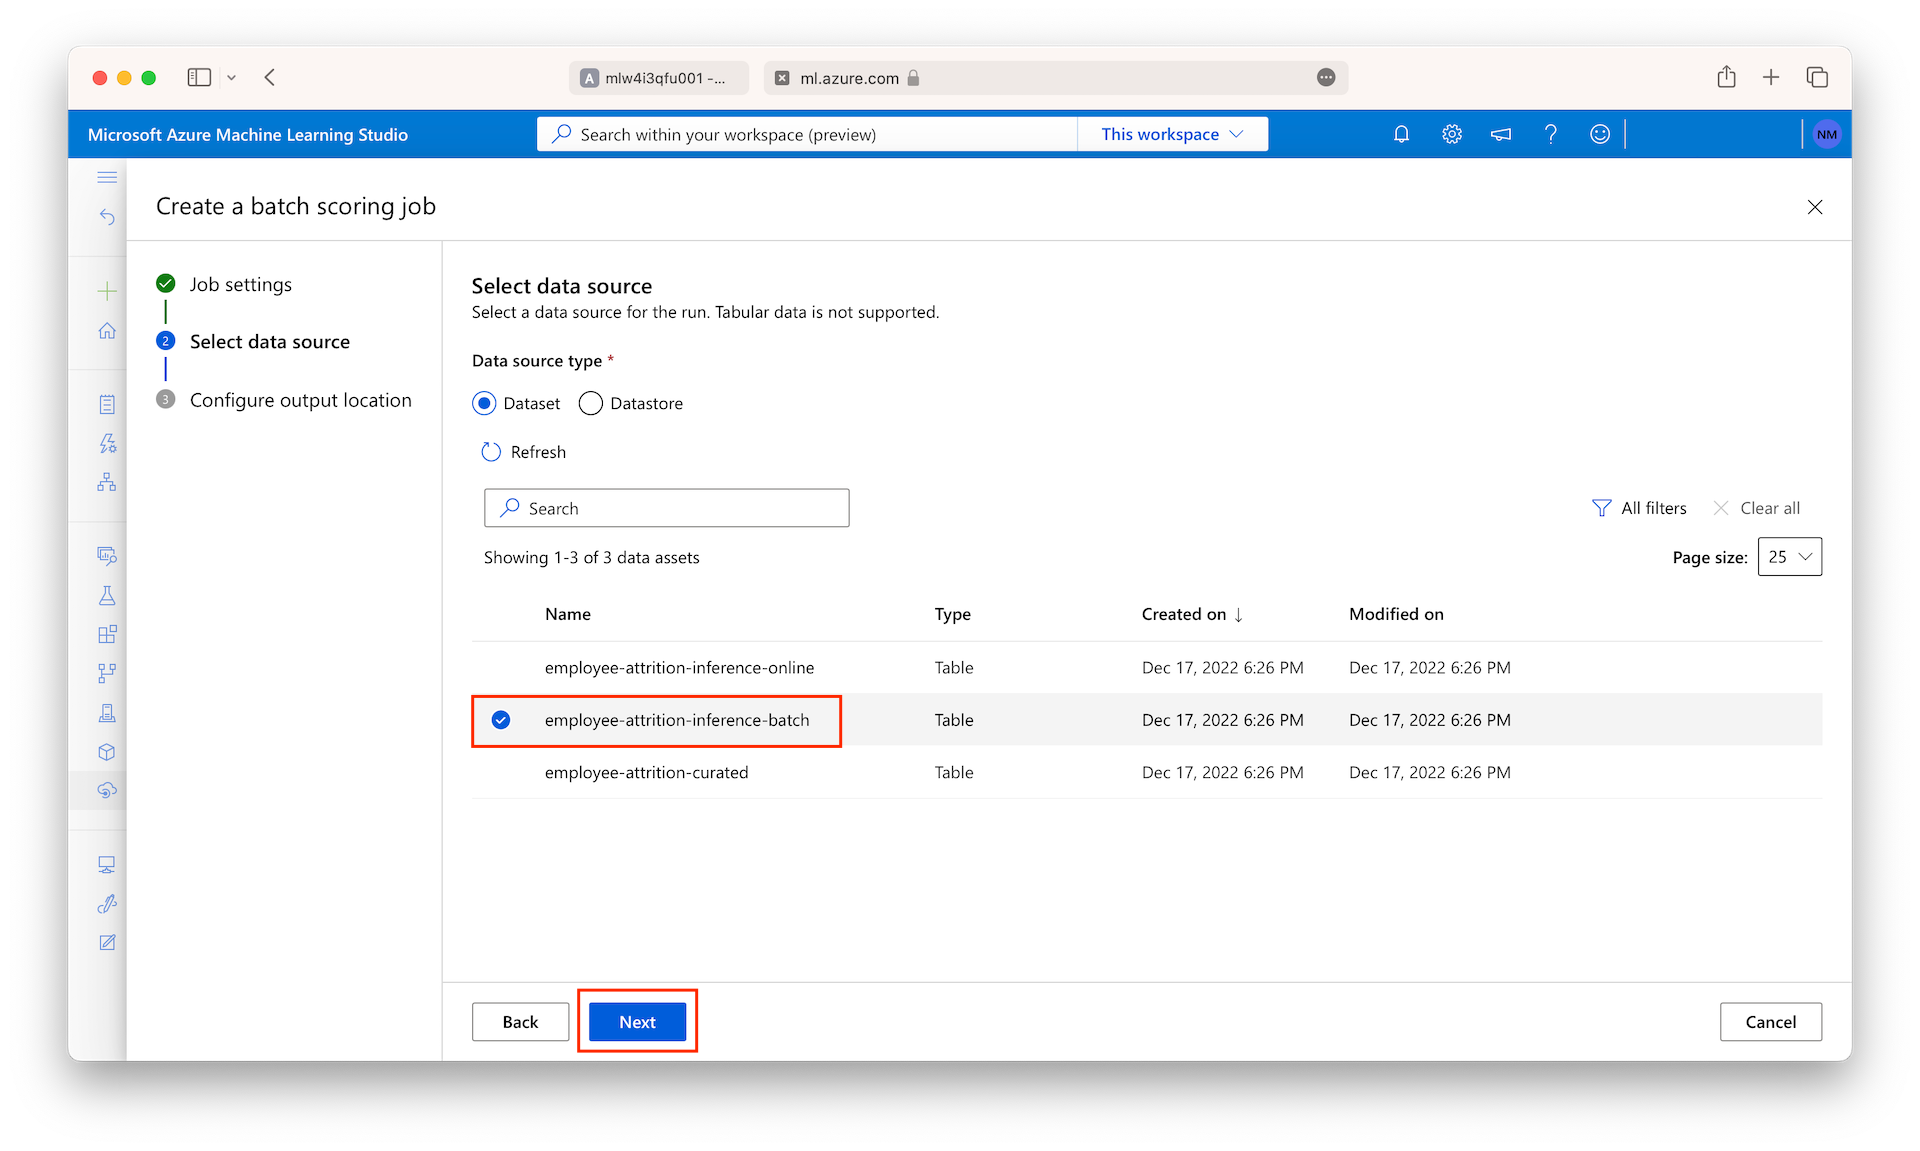 A mlw4i3qfu001 -...
ml.azure.com
Microsoft Azure Machine Learning Studio
Search within your workspace (preview)
This workspace
NM
Create a batch scoring job
Job settings
2 Select data source
3 Configure output location
Select data source
Select a data source for the run. Tabular data is not supported.
Data source type *
Dataset Datastore
Refresh
Search
All filters Clear all
Showing 1-3 of 3 data assets
Page size: 25
Name Type Created on ↓ Modified on
employee-attrition-inference-online Table Dec 17, 2022 6:26 PM Dec 17, 2022 6:26 PM
employee-attrition-inference-batch Table Dec 17, 2022 6:26 PM Dec 17, 2022 6:26 PM
employee-attrition-curated Table Dec 17, 2022 6:26 PM Dec 17, 2022 6:26 PM
Back Next Cancel